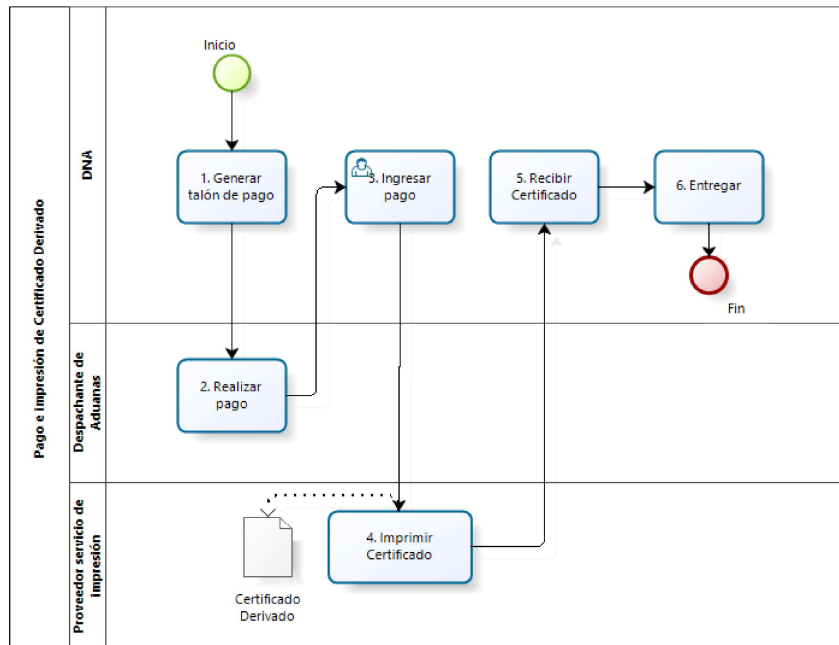 Pago e impresión de Certificado Derivado
DNA
Inicio
1. Generar
talón de pago
3. Ingresar
pago
5. Recibir
Certificado
6. Entregar
Fin
Despachante de
Aduanas
2. Realizar
pago
Proveedor servicio de
impresión
4. Imprimir
Certificado
Certificado
Derivado